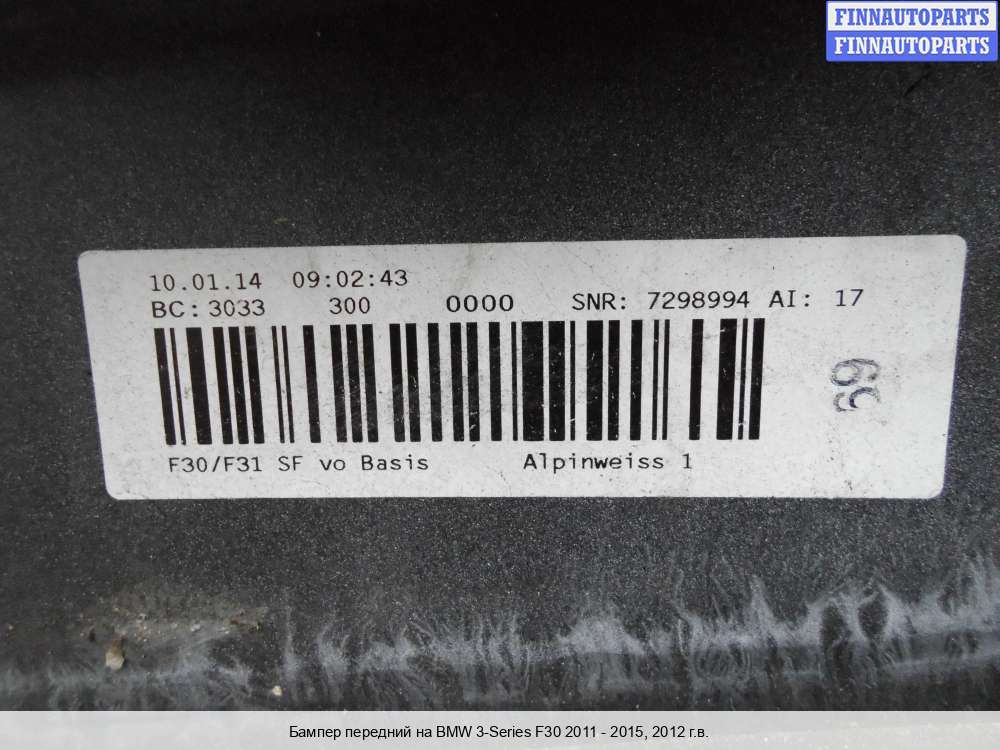 FINNAUTOPARTS
FINNAUTOPARTS
10.01.14 09:02:43
BC: 3033 300 0000 SNR: 7298994 AI: 17
69
F30/F31 SF vo Basis Alpinweiss 1
Бампер передний на BMW 3-Series F30 2011 - 2015, 2012 г.в.